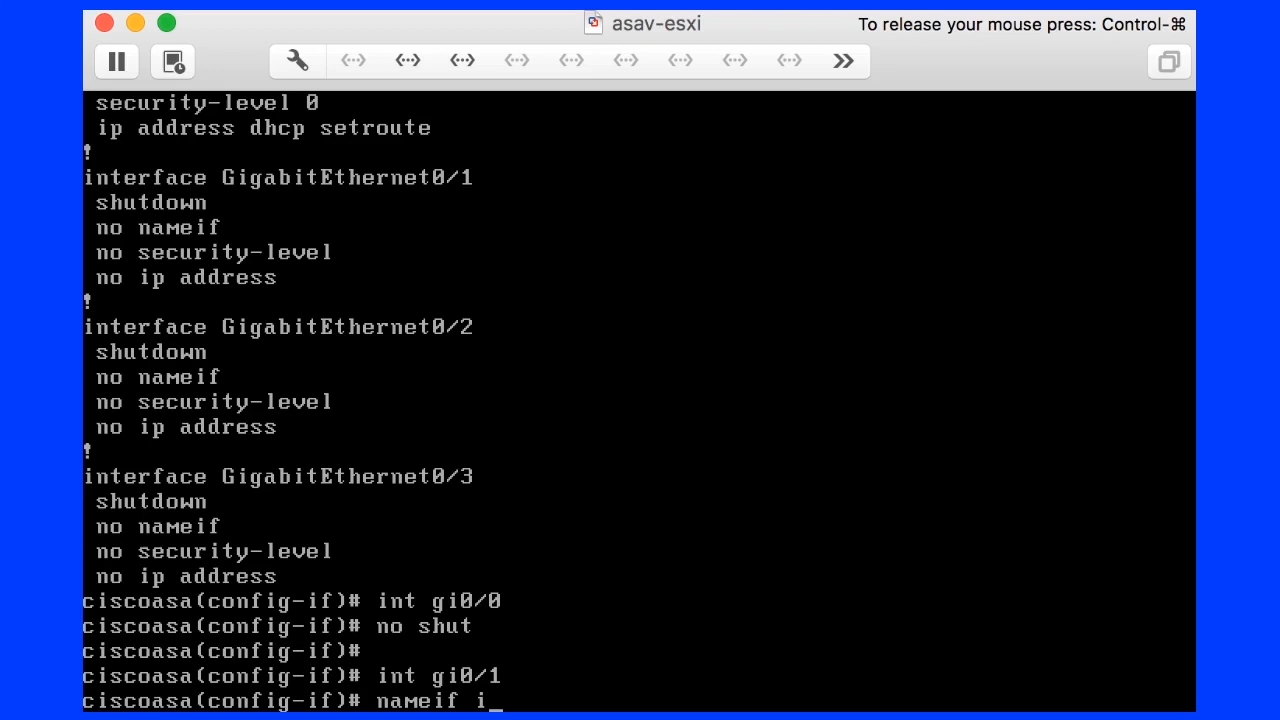 asav-esxi
To release your mouse press: Control-⌘
security-level 0
ip address dhcp setroute
!
interface GigabitEthernet0/1
shutdown
no nameif
no security-level
no ip address
!
interface GigabitEthernet0/2
shutdown
no nameif
no security-level
no ip address
!
interface GigabitEthernet0/3
shutdown
no nameif
no security-level
no ip address
ciscoasa(config-if)# int gi0/0
ciscoasa(config-if)# no shut
ciscoasa(config-if)#
ciscoasa(config-if)# int gi0/1
ciscoasa(config-if)# nameif i_